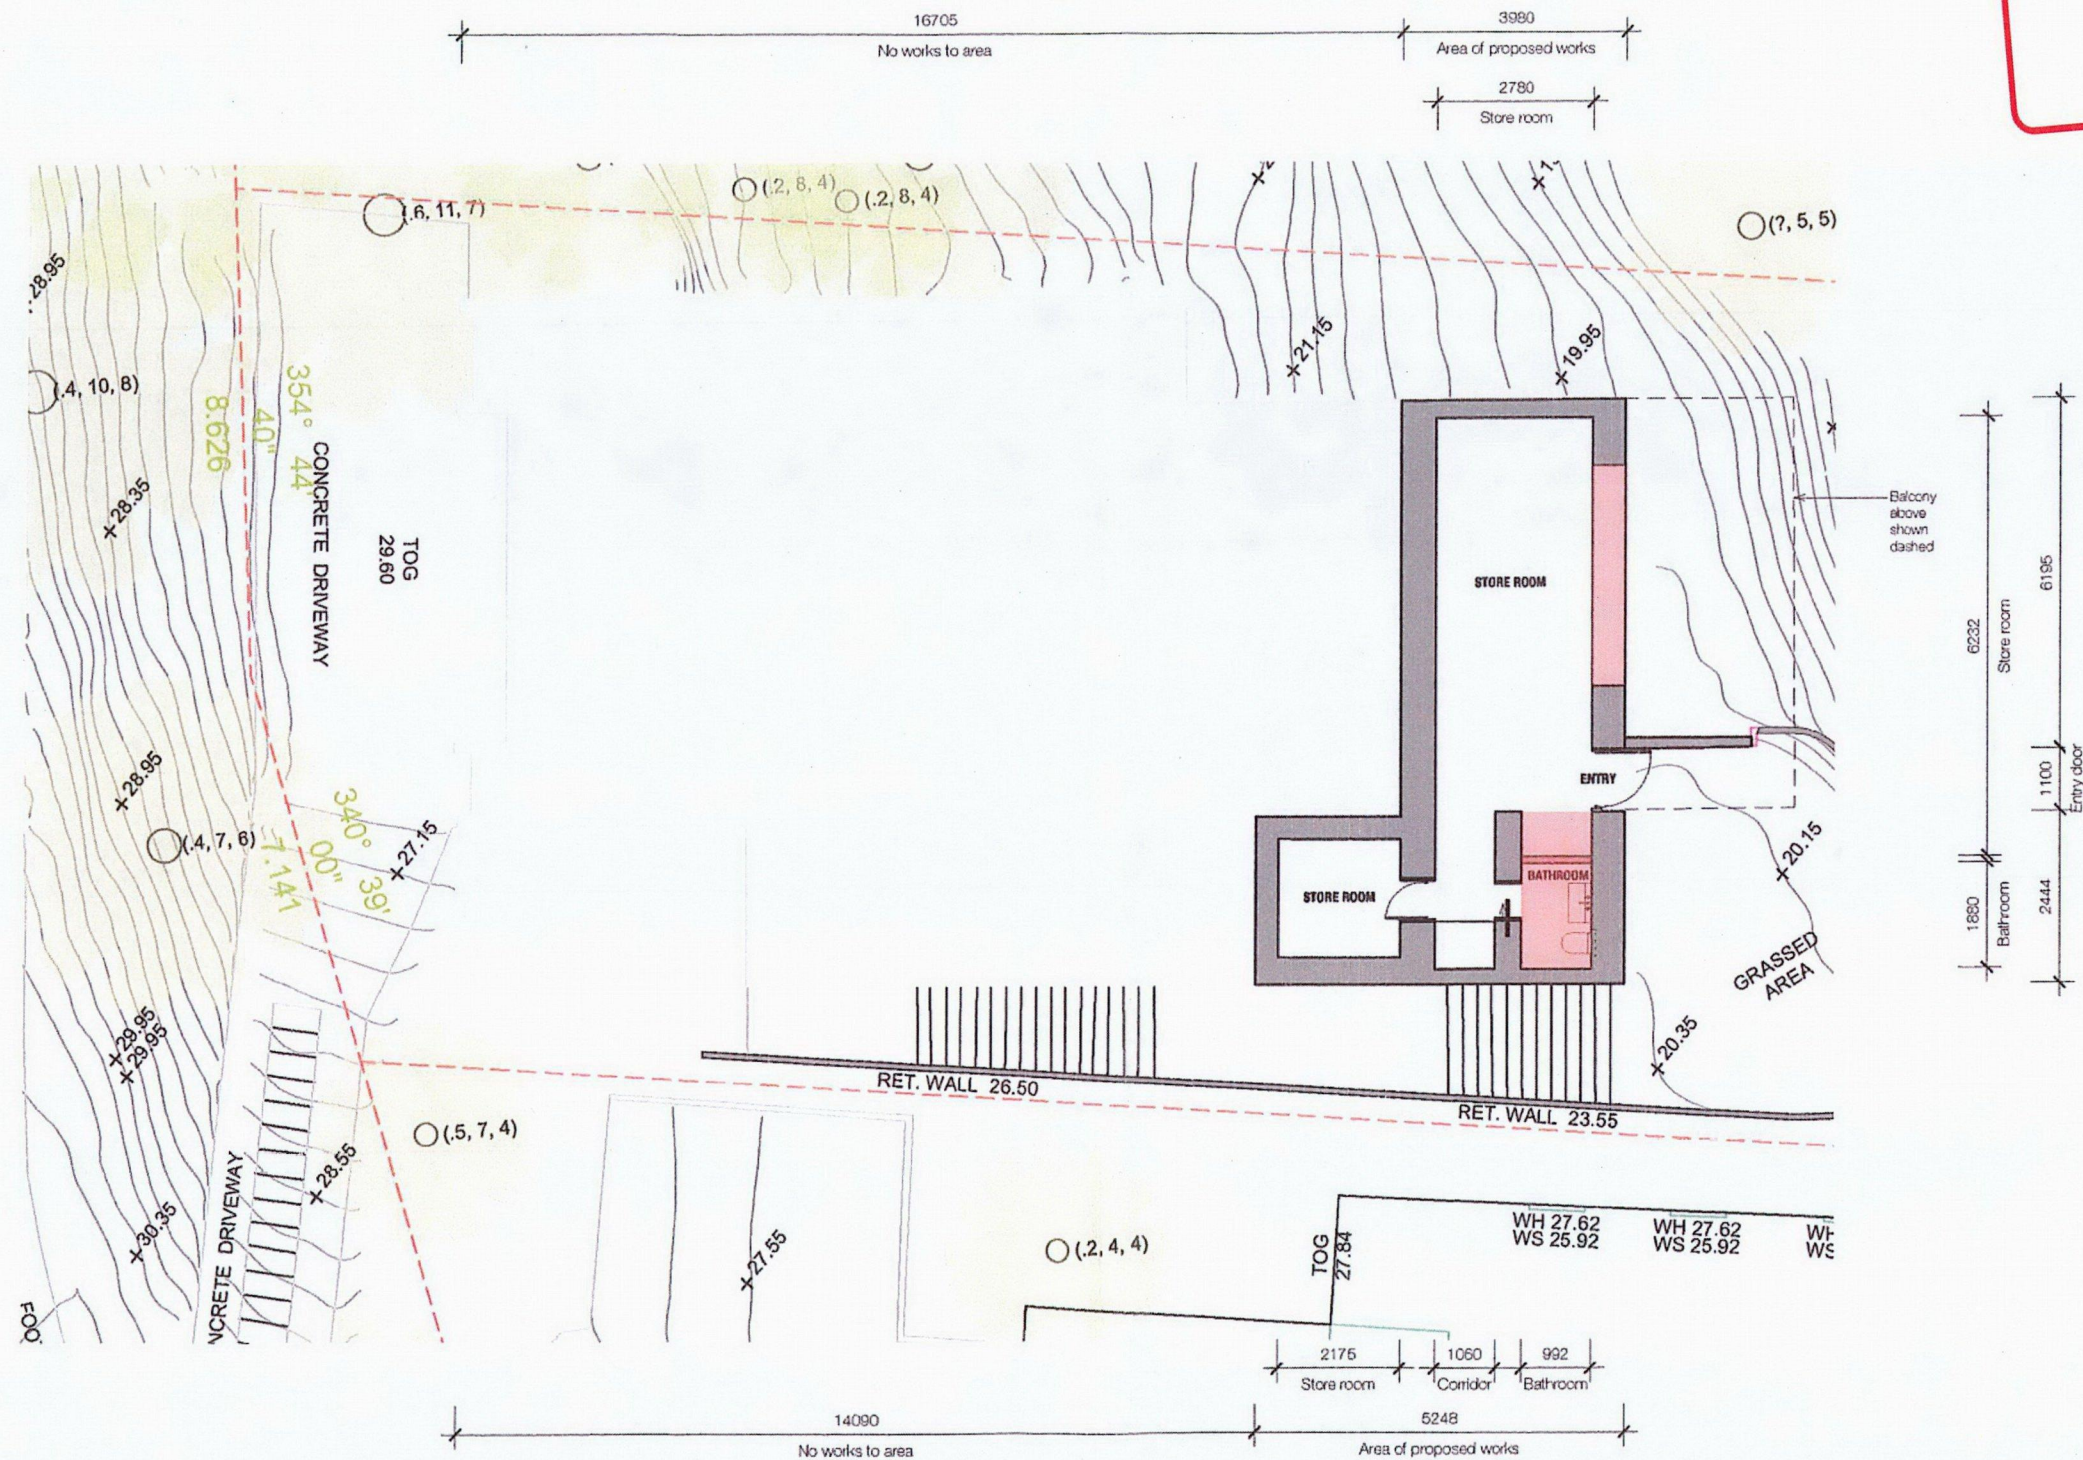 16705
No works to area
3980
Area of proposed works
2780
Store room
(.6, 11, 7)
(.2, 8, 4)
(.2, 8, 4)
(?, 5, 5)
28.95
21.15
19.95
(.4, 10, 8)
8.626
354° 44'
40"
CONCRETE DRIVEWAY
TOG
29.60
28.35
Balcony
above
shown
dashed
STORE ROOM
6195
6232
Store room
28.95
ENTRY
1100
Entry door
(.4, 7, 6)
340° 39'
00"
7.141
27.15
20.15
STORE ROOM
BATHROOM
1880
Bathroom
2444
GRASSED
AREA
29.95
29.95
20.35
RET. WALL 26.50
RET. WALL 23.55
(.5, 7, 4)
28.55
30.35
NCRETE DRIVEWAY
27.55
(.2, 4, 4)
TOG
27.84
WH 27.62
WS 25.92
WH 27.62
WS 25.92
WS
FOO
2175
Store room
1060
Corridor
992
Bathroom
14090
No works to area
5248
Area of proposed works